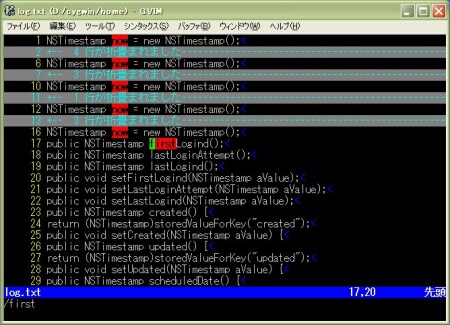 log.txt (D:/cygwin/home) - GVIM
ファイル(F) 編集(E) ツール(T) シンタックス(S) バッファ(B) ウィンドウ(W) ヘルプ(H)
1 NSTimestamp now = new NSTimestamp();<
2 +-- 4 行が折畳まれました
6 NSTimestamp now = new NSTimestamp();<
7 +-- 3 行が折畳まれました
10 NSTimestamp now = new NSTimestamp();<
11 +-- 1 行が折畳まれました
12 NSTimestamp now = new NSTimestamp();<
13 +-- 3 行が折畳まれました
16 NSTimestamp now = new NSTimestamp();<
17 public NSTimestamp firstLogind();<
18 public NSTimestamp lastLoginAttempt();<
19 public NSTimestamp lastLogind();<
20 public void setFirstLogind(NSTimestamp aValue);<
21 public void setLastLoginAttempt(NSTimestamp aValue);<
22 public void setLastLogind(NSTimestamp aValue);<
23 public NSTimestamp created() {<
24 return (NSTimestamp)storedValueForKey("created");<
25 public void setCreated(NSTimestamp aValue) {<
26 public NSTimestamp updated() {<
27 return (NSTimestamp)storedValueForKey("updated");<
28 public void setUpdated(NSTimestamp aValue) {<
29 public NSTimestamp scheduledDate() {<
log.txt 17,20 先頭
/first